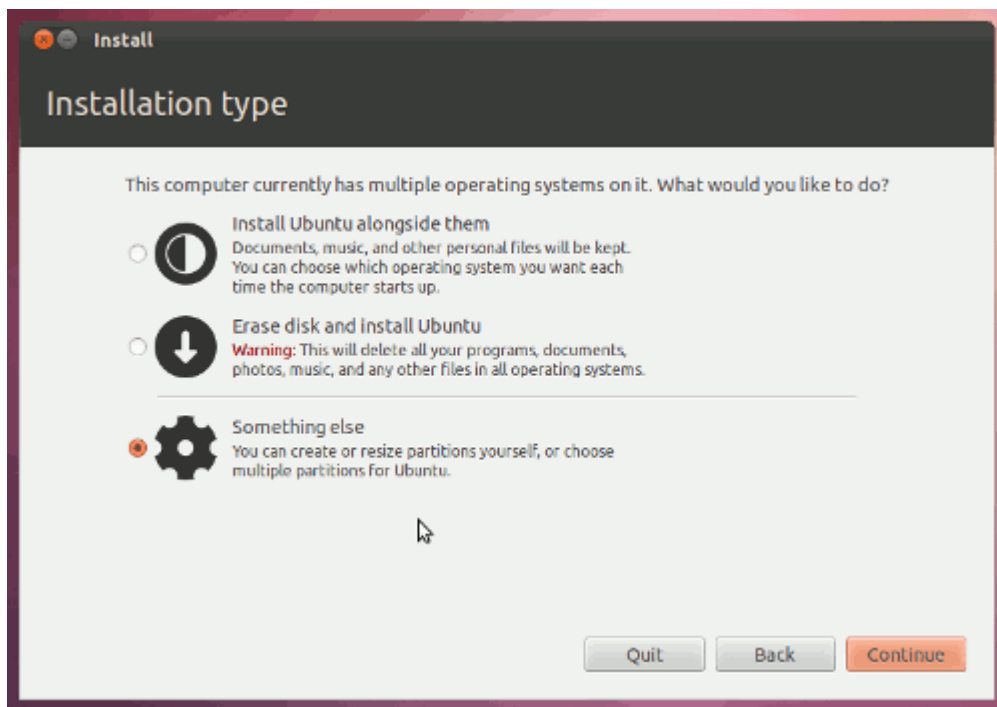 Install
Installation type
This computer currently has multiple operating systems on it. What would you like to do?
Install Ubuntu alongside them
Documents, music, and other personal files will be kept.
You can choose which operating system you want each
time the computer starts up.
Erase disk and install Ubuntu
Warning: This will delete all your programs, documents,
photos, music, and any other files in all operating systems.
Something else
You can create or resize partitions yourself, or choose
multiple partitions for Ubuntu.
Quit Back Continue